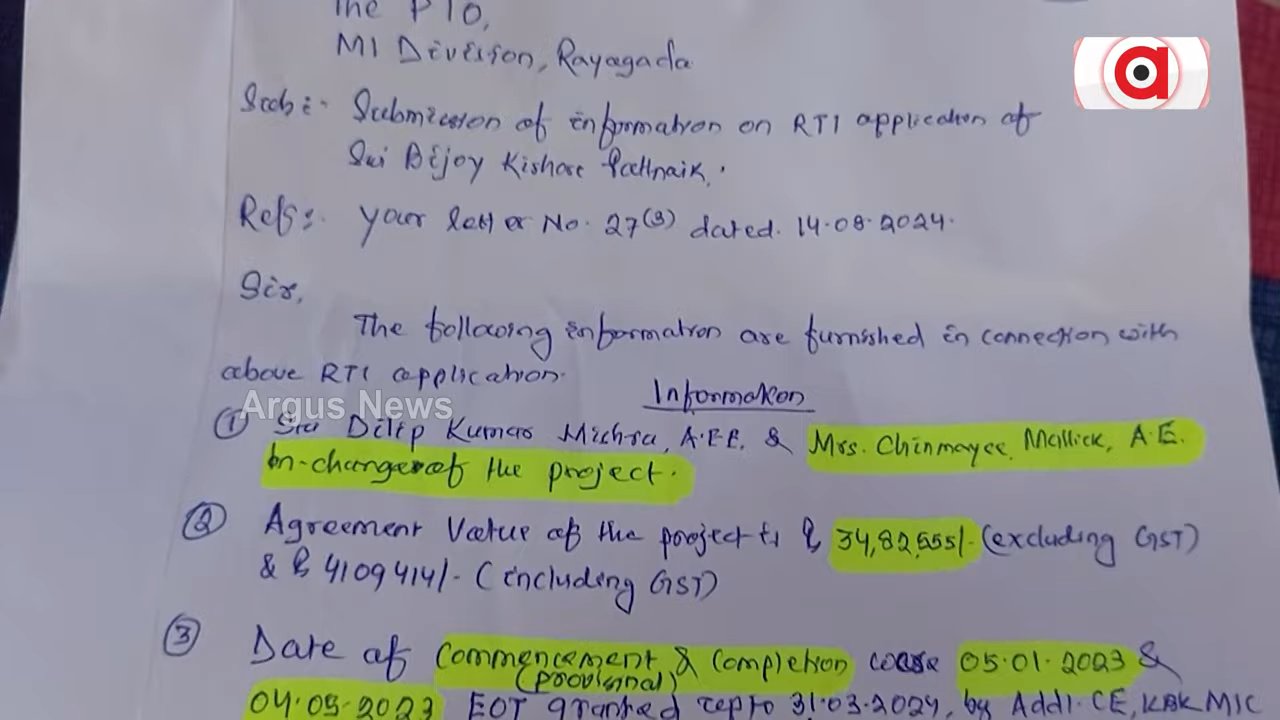 The PIO,
MI Division, Rayagada
Sub:- Submission of information on RTI application of
Sri Bijoy Kishore Pattnaik.
Ref:- Your letter No. 27(3) dated. 14.08.2024.
Sir,
The following information are furnished in connection with
above RTI application.
Information
Argus News
① Sri Dilip Kumar Mishra, A.E.E. & Mrs. Chinmayee Mallick, A.E.
In-charge of the project.
② Agreement Value of the project is ₹ 34,82,555/- (excluding GST)
& ₹ 4109414/- (including GST)
③ Date of Commencement & Completion 05.01.2023 &
(provisional)
04.05.2023 EOT granted upto 31.03.2024, by Addl. CE, KBK MIC
a